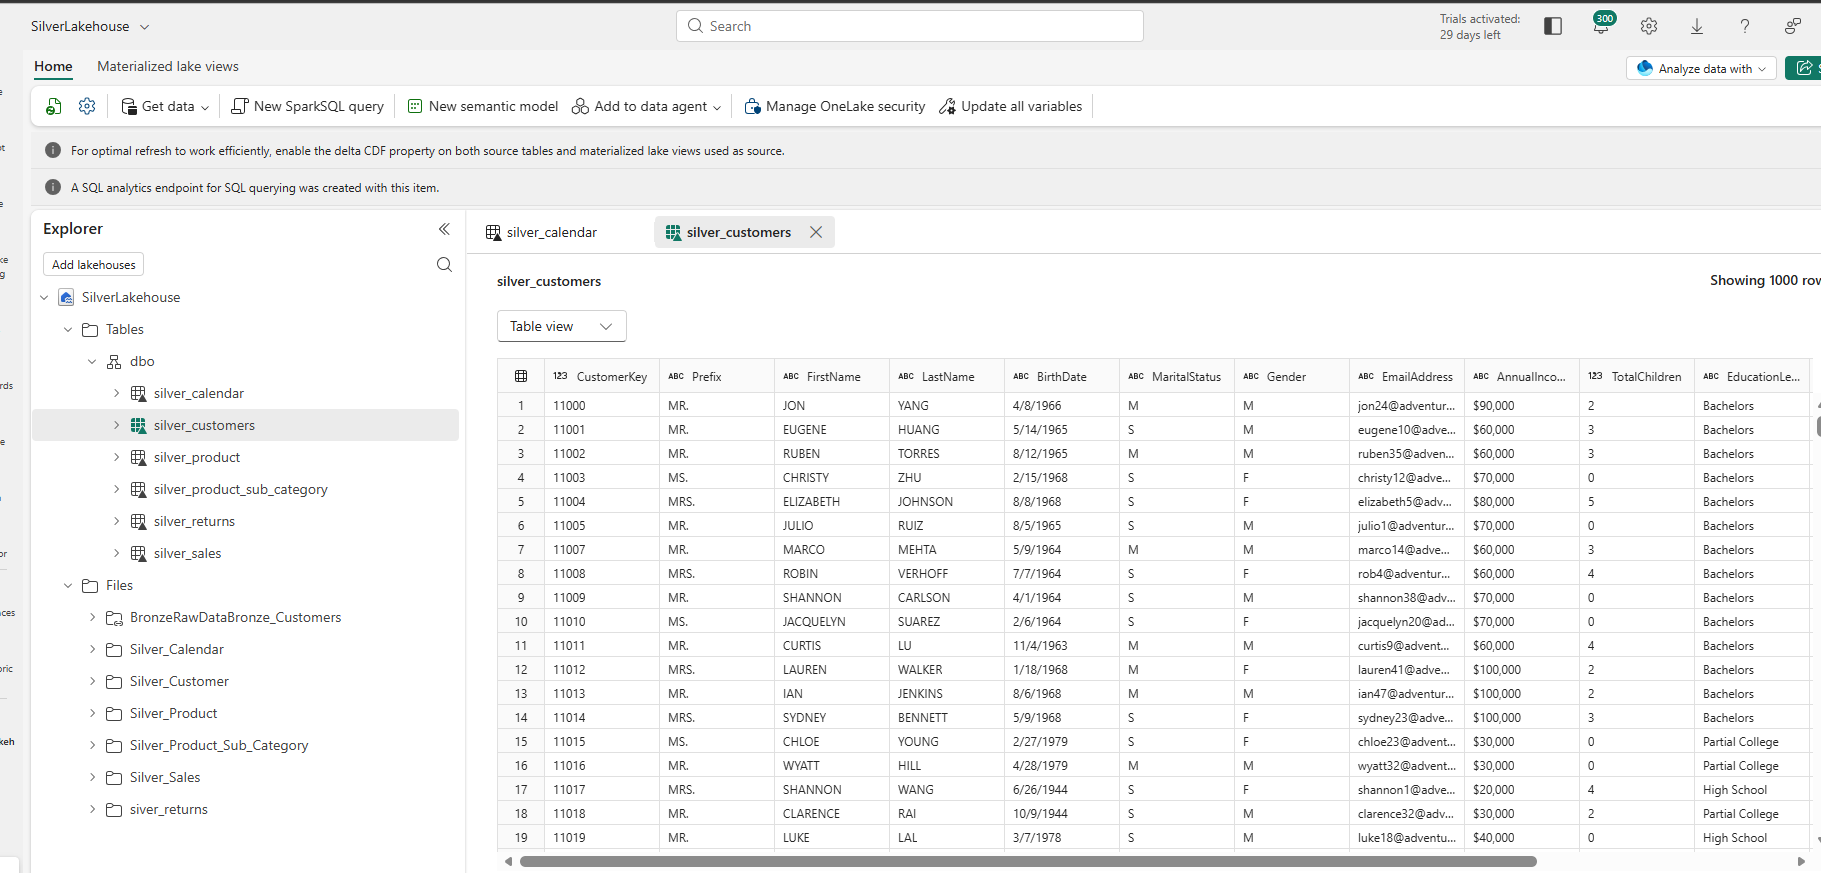 SilverLakehouse
Search
Trials activated:
29 days left
300
Home
Materialized lake views
Analyze data with
Get data
New SparkSQL query
New semantic model
Add to data agent
Manage OneLake security
Update all variables
For optimal refresh to work efficiently, enable the delta CDF property on both source tables and materialized lake views used as source.
A SQL analytics endpoint for SQL querying was created with this item.
Explorer
Add lakehouses
SilverLakehouse
Tables
dbo
silver_calendar
silver_customers
silver_product
silver_product_sub_category
silver_returns
silver_sales
Files
BronzeRawDataBronze_Customers
Silver_Calendar
Silver_Customer
Silver_Product
Silver_Product_Sub_Category
Silver_Sales
siver_returns
silver_calendar
silver_customers
silver_customers
Showing 1000 row
Table view
123 CustomerKey ABC Prefix ABC FirstName ABC LastName ABC BirthDate ABC MaritalStatus ABC Gender ABC EmailAddress ABC AnnualInco... 123 TotalChildren ABC EducationLe...
1 11000 MR. JON YANG 4/8/1966 M M jon24@adventur... $90,000 2 Bachelors
2 11001 MR. EUGENE HUANG 5/14/1965 S M eugene10@adve... $60,000 3 Bachelors
3 11002 MR. RUBEN TORRES 8/12/1965 M M ruben35@adven... $60,000 3 Bachelors
4 11003 MS. CHRISTY ZHU 2/15/1968 S F christy12@adve... $70,000 0 Bachelors
5 11004 MRS. ELIZABETH JOHNSON 8/8/1968 S F elizabeth5@adv... $80,000 5 Bachelors
6 11005 MR. JULIO RUIZ 8/5/1965 S M julio1@adventur... $70,000 0 Bachelors
7 11007 MR. MARCO MEHTA 5/9/1964 M M marco14@adve... $60,000 3 Bachelors
8 11008 MRS. ROBIN VERHOFF 7/7/1964 S F rob4@adventur... $60,000 4 Bachelors
9 11009 MR. SHANNON CARLSON 4/1/1964 S M shannon38@adv... $70,000 0 Bachelors
10 11010 MS. JACQUELYN SUAREZ 2/6/1964 S F jacquelyn20@ad... $70,000 0 Bachelors
11 11011 MR. CURTIS LU 11/4/1963 M M curtis9@advent... $60,000 4 Bachelors
12 11012 MRS. LAUREN WALKER 1/18/1968 M F lauren41@adve... $100,000 2 Bachelors
13 11013 MR. IAN JENKINS 8/6/1968 M M ian47@adventur... $100,000 2 Bachelors
14 11014 MRS. SYDNEY BENNETT 5/9/1968 S F sydney23@adve... $100,000 3 Bachelors
15 11015 MS. CHLOE YOUNG 2/27/1979 S F chloe23@advent... $30,000 0 Partial College
16 11016 MR. WYATT HILL 4/28/1979 M M wyatt32@advent... $30,000 0 Partial College
17 11017 MRS. SHANNON WANG 6/26/1944 S F shannon1@adve... $20,000 4 High School
18 11018 MR. CLARENCE RAI 10/9/1944 S M clarence32@adv... $30,000 2 Partial College
19 11019 MR. LUKE LAL 3/7/1978 S M luke18@adventu... $40,000 0 High School